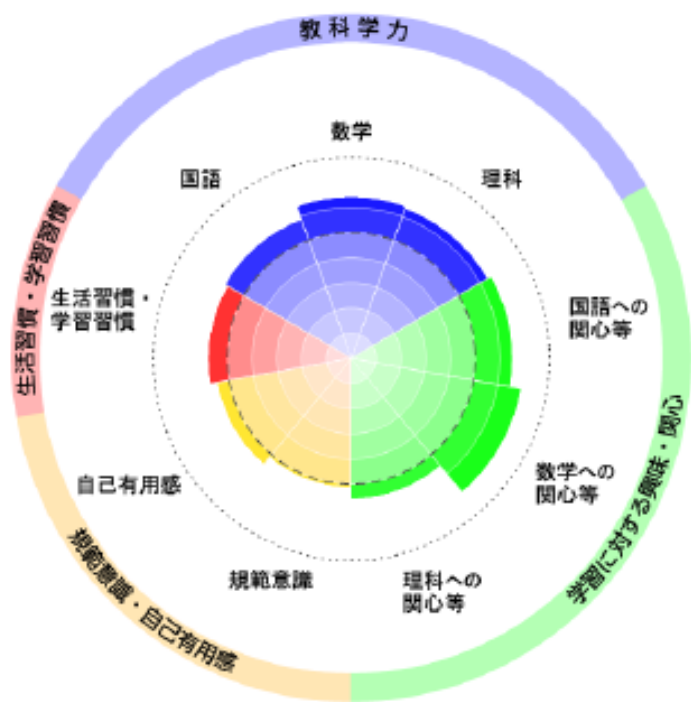 教科学力
数学
国語
理科
生活習慣・学習習慣
生活習慣・
学習習慣
国語への
関心等
学習に対する興味・関心
数学への
関心等
自己有用感
規範意識
理科への
関心等
規範意識・自己有用感